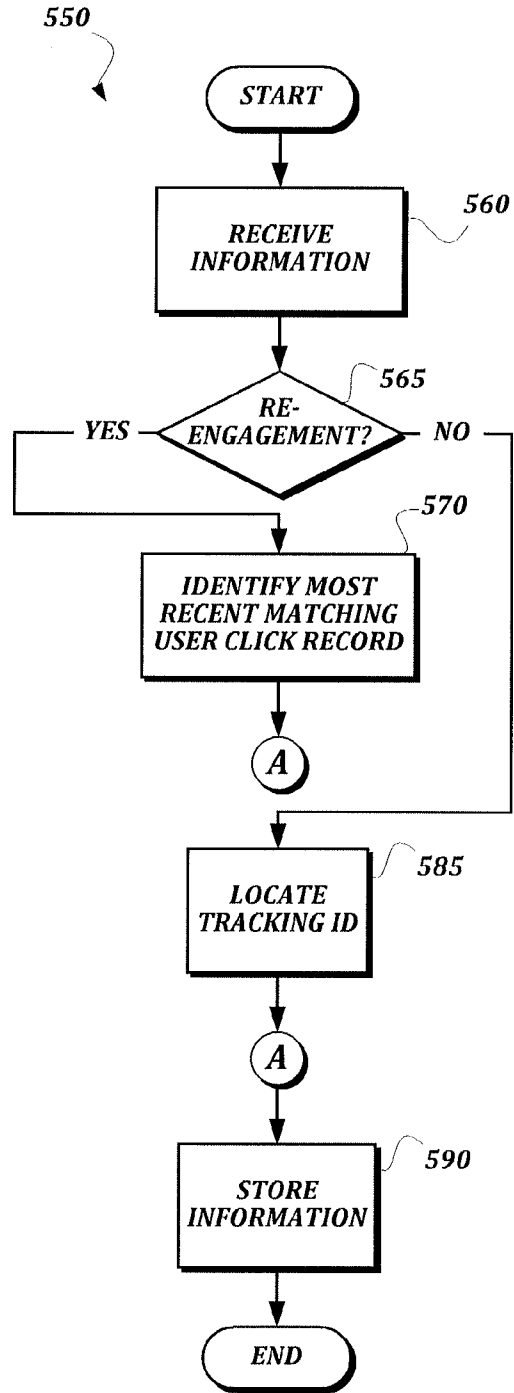 550
START
560
RECEIVE
INFORMATION
565
RE-
ENGAGEMENT?
YES
NO
570
IDENTIFY MOST
RECENT MATCHING
USER CLICK RECORD
A
585
LOCATE
TRACKING ID
A
590
STORE
INFORMATION
END